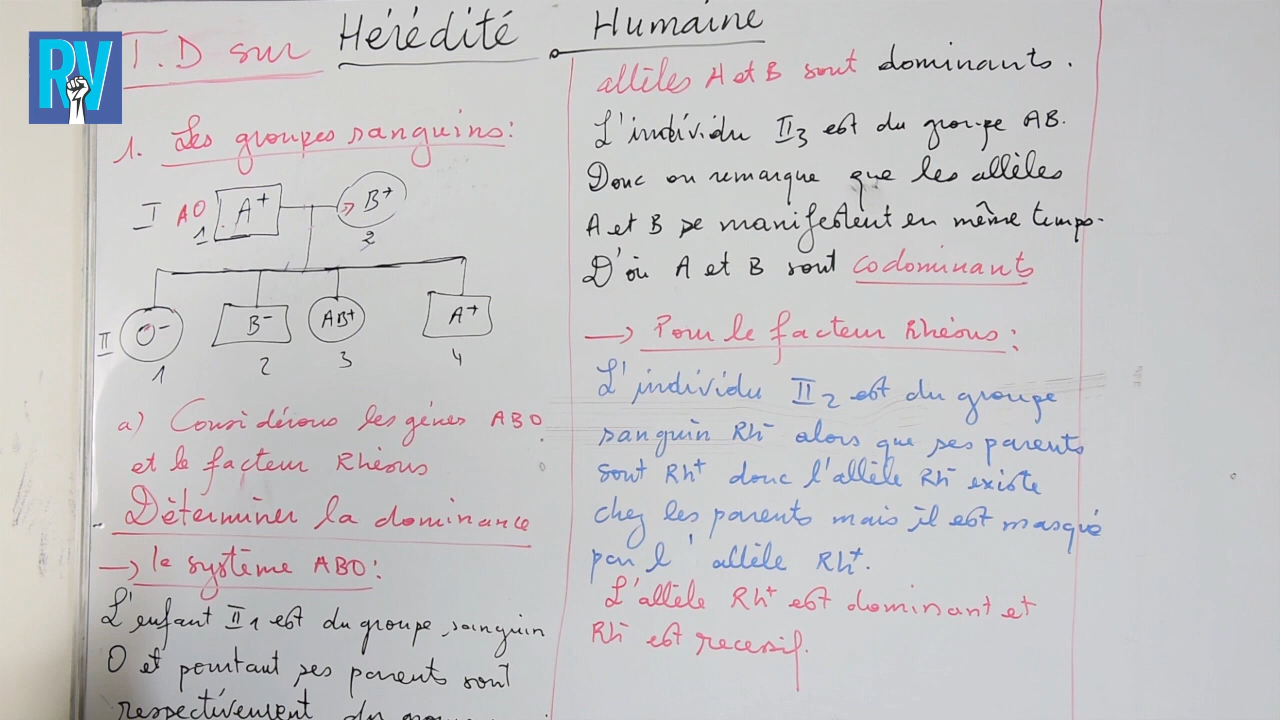 RV
T.D sur Hérédité Humaine
1. Les groupes sanguins:
I AO A+ B+
1 2
II O- B- AB+ A+
1 2 3 4
a) Considérons les gènes ABO
et le facteur Rhésus
Déterminer la dominance
→ le système ABO:
L'enfant II1 est du groupe sanguin
O et pourtant ses parents sont
respectivement du
allèles A et B sont dominants.
L'individu II3 est du groupe AB.
Donc on remarque que les allèles
A et B se manifestent en même temps.
D'où A et B sont codominants
→ Pour le facteur Rhésus:
L'individu II2 est du groupe
sanguin Rh- alors que ses parents
sont Rh+ donc l'allèle Rh- existe
chez les parents mais il est masqué
par l'allèle Rh+.
L'allèle Rh+ est dominant et
Rh- est recessif.